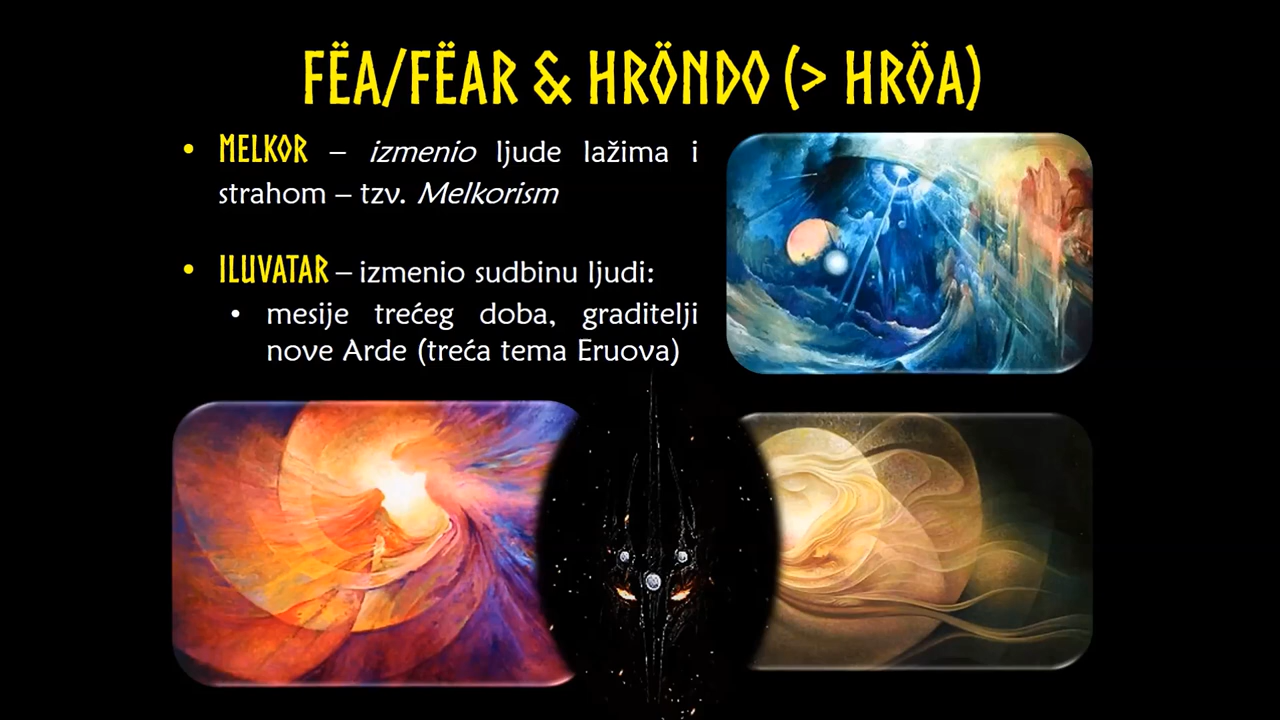 FËA/FËAR & HRÖNDO (> HRÖA)
• MELKOR – izmenio ljude lažima i
strahom – tzv. Melkorism
• ILUVATAR – izmenio sudbinu ljudi:
• mesije trećeg doba, graditelji
nove Arde (treća tema Eruova)